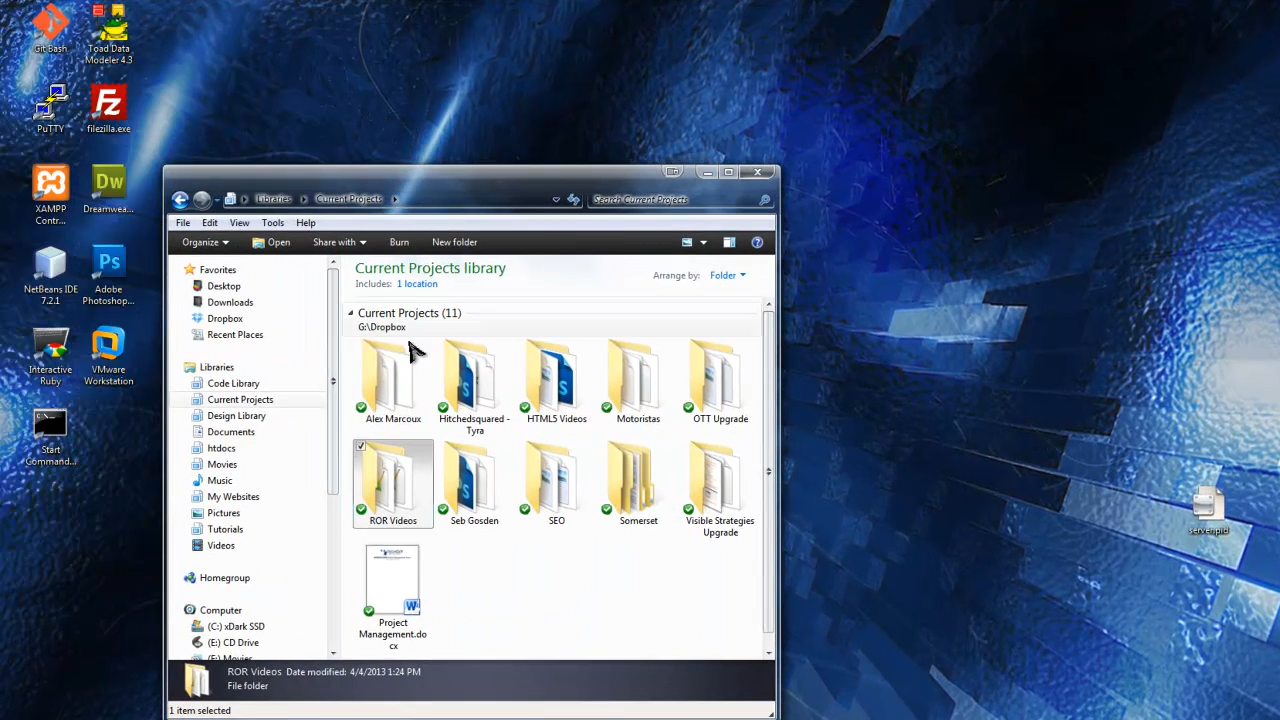 Git Bash
Toad Data
Modeler 4.3
PuTTY
filezilla.exe
XAMPP
Contr...
Dreamwea...
NetBeans IDE
7.2.1
Adobe
Photoshop...
Interactive
Ruby
VMware
Workstation
Start
Command...
Libraries
Current Projects
Search Current Projects
File
Edit
View
Tools
Help
Organize
Open
Share with
Burn
New folder
Favorites
Desktop
Downloads
Dropbox
Recent Places
Libraries
Code Library
Current Projects
Design Library
Documents
htdocs
Movies
Music
My Websites
Pictures
Tutorials
Videos
Homegroup
Computer
(C:) xDark SSD
(E:) CD Drive
Current Projects library
Includes: 1 location
Arrange by: Folder
Current Projects (11)
G:\Dropbox
Alex Marcoux
Hitchedsquared -
Tyra
HTML5 Videos
Motoristas
OTT Upgrade
ROR Videos
Seb Gosden
SEO
Somerset
Visible Strategies
Upgrade
Project
Management.do
cx
ROR Videos Date modified: 4/4/2013 1:24 PM
File folder
1 item selected
server.pid